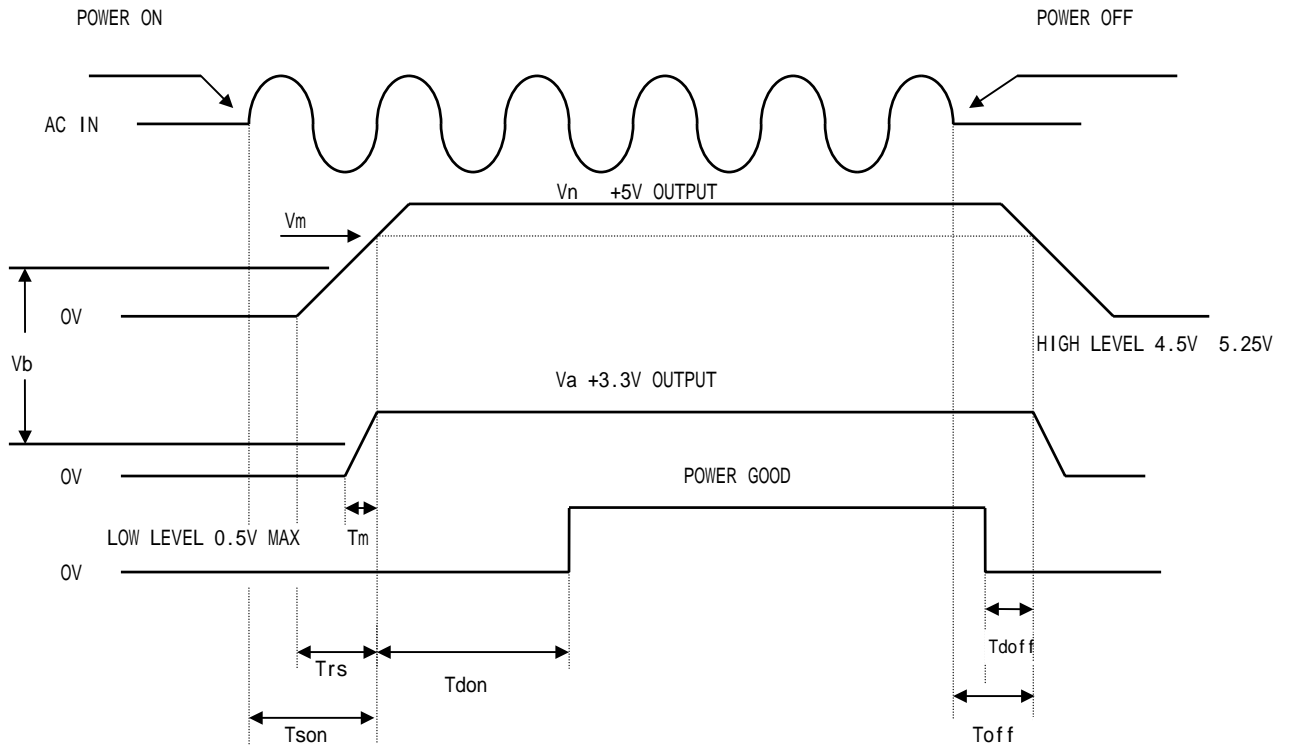 POWER ON
POWER OFF
AC IN
Vn +5V OUTPUT
Vm
0V
HIGH LEVEL 4.5V 5.25V
Vb
Va +3.3V OUTPUT
0V
POWER GOOD
LOW LEVEL 0.5V MAX
Tm
0V
Tdoff
Trs
Tdon
Tson
Toff